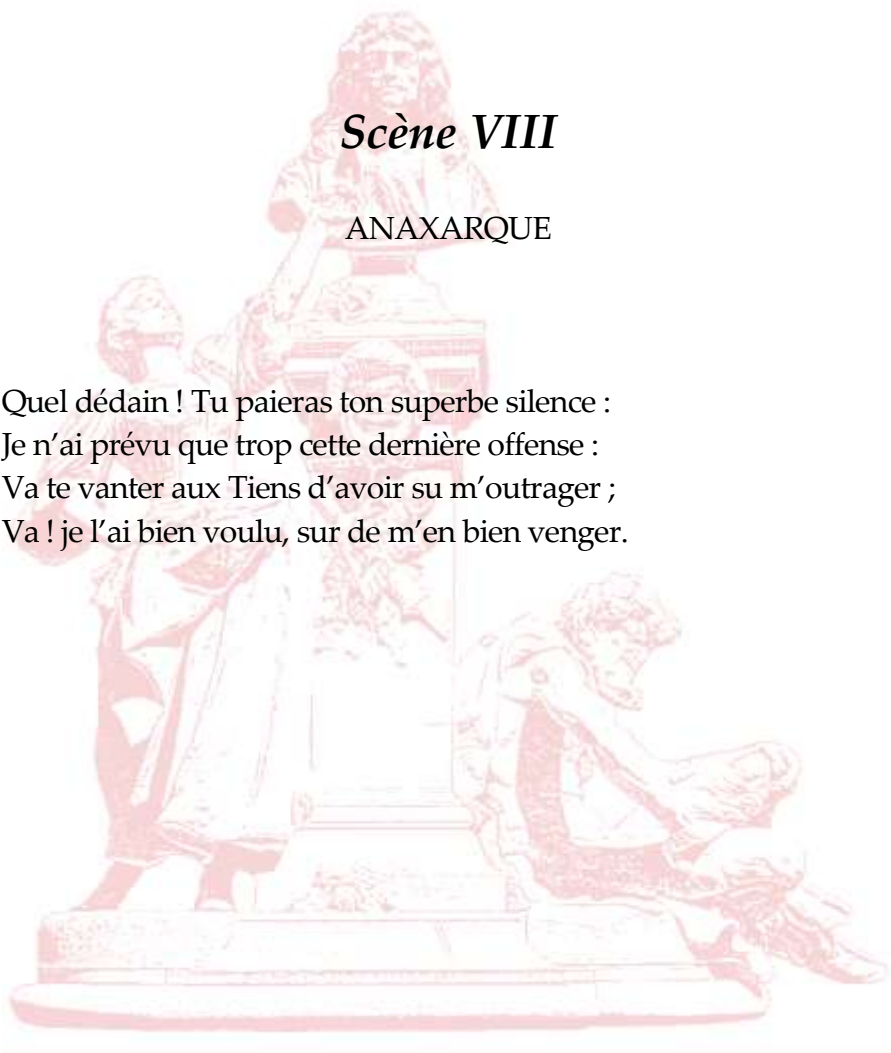 Scène VIII
ANAXARQUE
Quel dédain ! Tu paieras ton superbe silence :
Je n’ai prévu que trop cette dernière offense :
Va te vanter aux Tiens d’avoir su m’outrager ;
Va ! je l’ai bien voulu, sur de m’en bien venger.